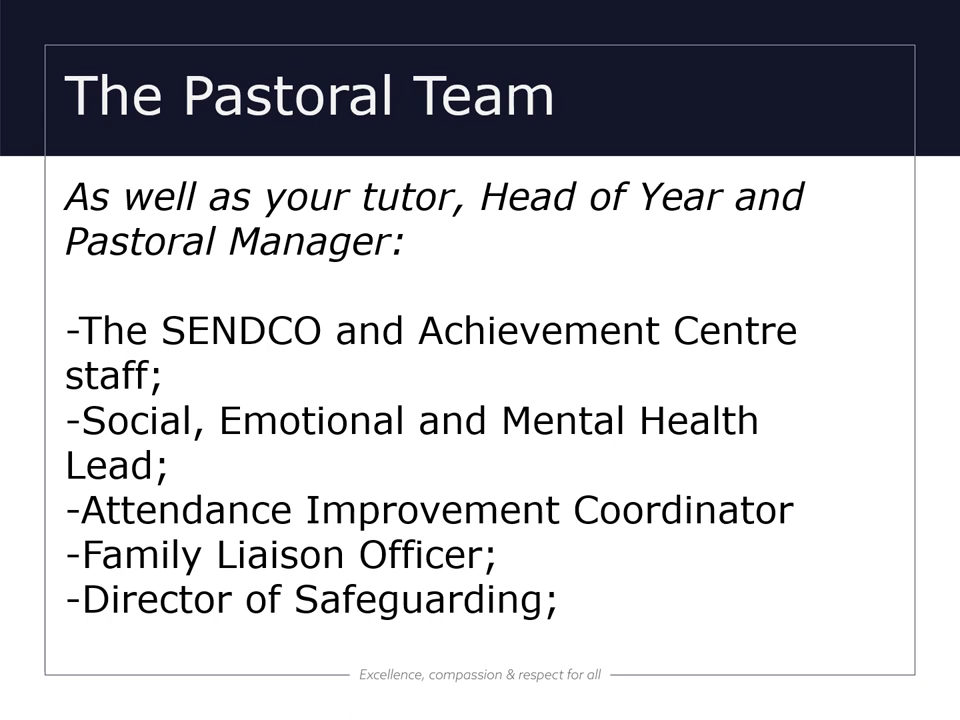 The Pastoral Team
As well as your tutor, Head of Year and
Pastoral Manager:
-The SENDCO and Achievement Centre
staff;
-Social, Emotional and Mental Health
Lead;
-Attendance Improvement Coordinator
-Family Liaison Officer;
-Director of Safeguarding;
Excellence, compassion & respect for all